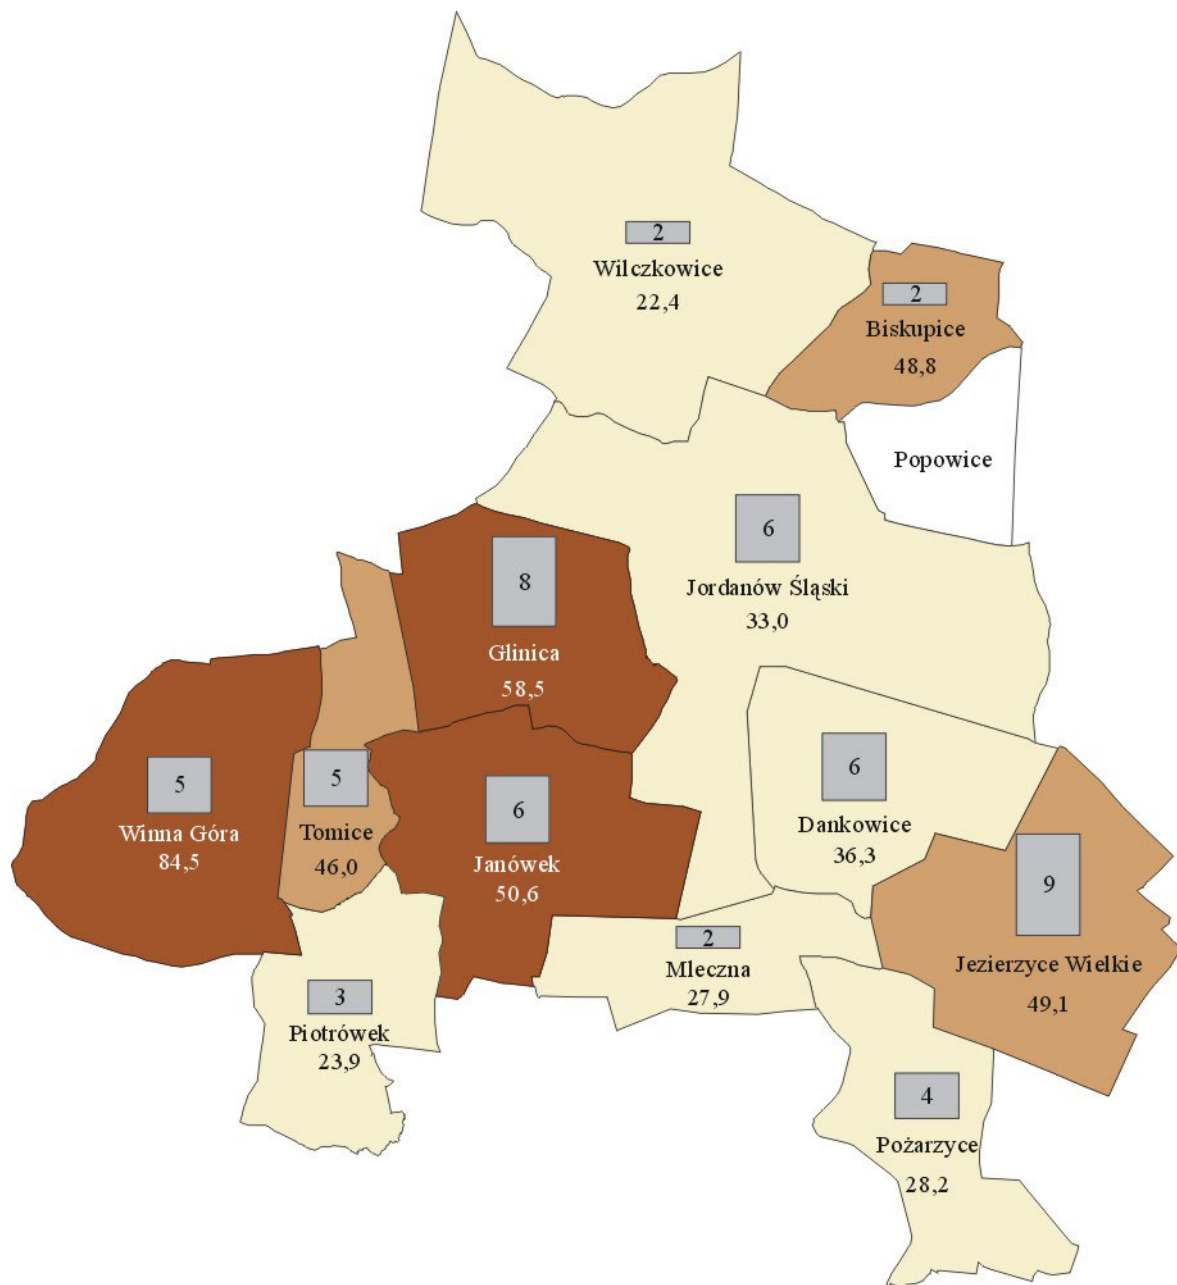 2
Wilczkowice
22,4
2
Biskupice
48,8
Popowice
6
Jordanów Śląski
33,0
8
Glinica
58,5
5
Winna Góra
84,5
5
Tomice
46,0
6
Janówek
50,6
6
Dankowice
36,3
9
Jezierzyce Wielkie
49,1
2
Mleczna
27,9
3
Piotrówek
23,9
4
Pożarzyce
28,2